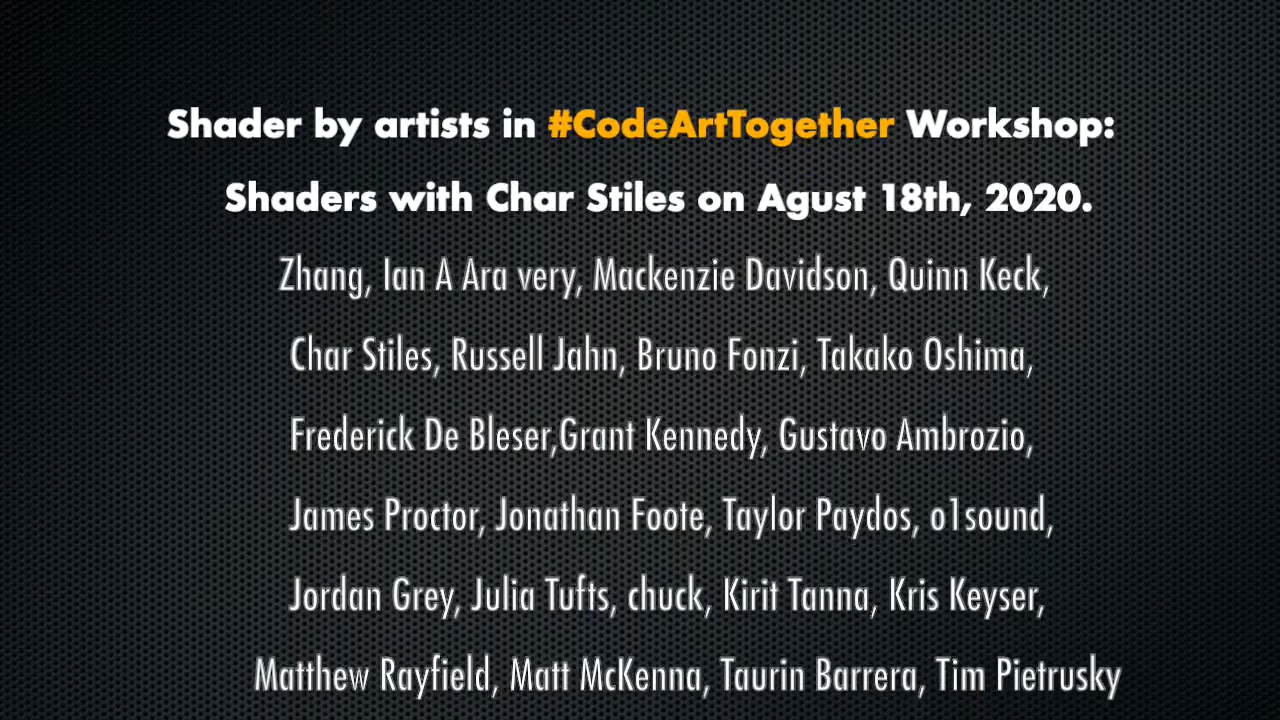 Shader by artists in #CodeArtTogether Workshop:
Shaders with Char Stiles on Agust 18th, 2020.
Zhang, Ian A Ara very, Mackenzie Davidson, Quinn Keck,
Char Stiles, Russell Jahn, Bruno Fonzi, Takako Oshima,
Frederick De Bleser,Grant Kennedy, Gustavo Ambrozio,
James Proctor, Jonathan Foote, Taylor Paydos, o1sound,
Jordan Grey, Julia Tufts, chuck, Kirit Tanna, Kris Keyser,
Matthew Rayfield, Matt McKenna, Taurin Barrera, Tim Pietrusky